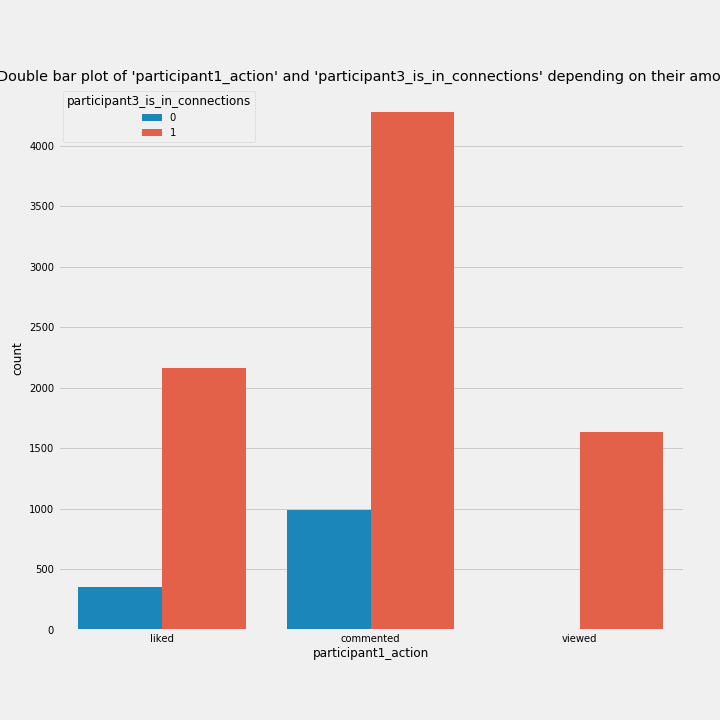 Double bar plot of 'participant1_action' and 'participant3_is_in_connections' depending on their amo
participant3_is_in_connections
0
1
4000
3500
3000
2500
2000
1500
1000
500
0
count
liked
commented
viewed
participant1_action